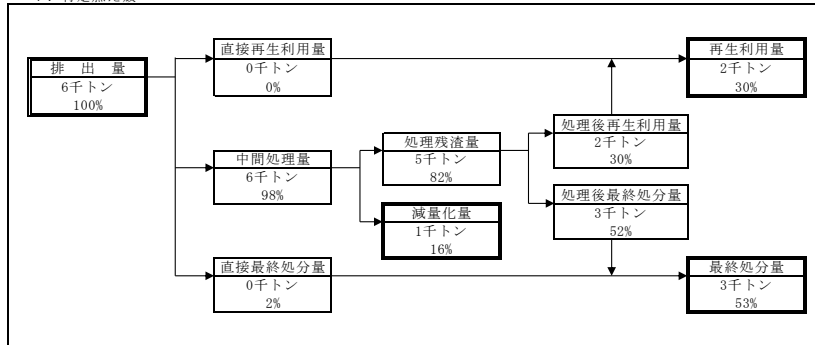 排 出 量
6千トン
100%
直接再生利用量
0千トン
0%
再生利用量
2千トン
30%
中間処理量
6千トン
98%
処理残渣量
5千トン
82%
処理後再生利用量
2千トン
30%
減量化量
1千トン
16%
処理後最終処分量
3千トン
52%
直接最終処分量
0千トン
2%
最終処分量
3千トン
53%